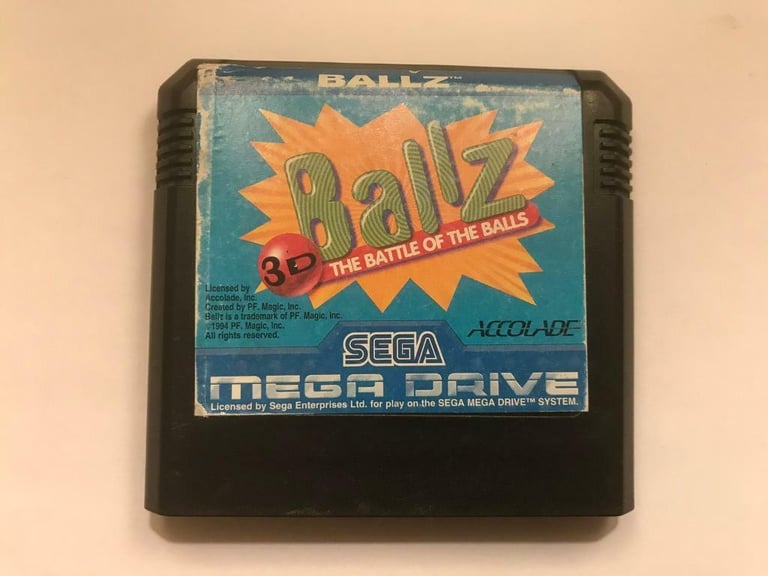 BALLZ™
Ballz
3D
THE BATTLE OF THE BALLS
Licensed by
Accolade, Inc.
Created by PF. Magic, Inc.
Ballz is a trademark of PF. Magic, Inc.
©1994 PF. Magic, Inc.
All rights reserved.
ACCOLADE
SEGA
MEGA DRIVE
Licensed by Sega Enterprises Ltd. for play on the SEGA MEGA DRIVE™ SYSTEM.